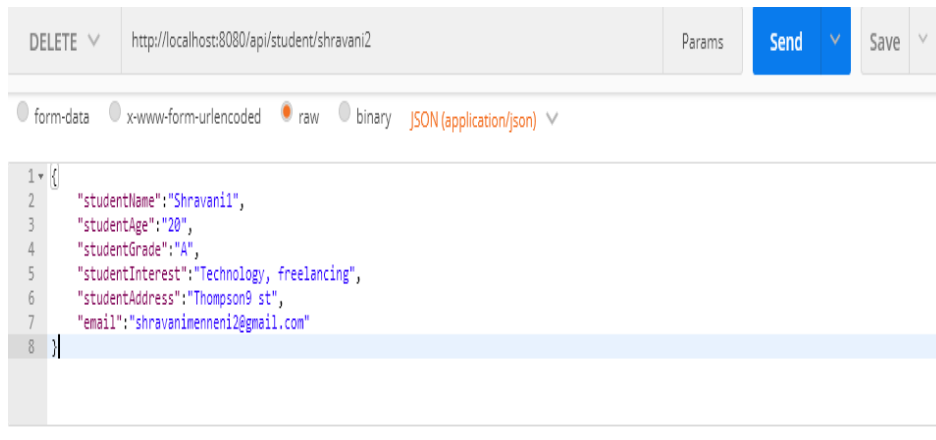 DELETE http://localhost:8080/api/student/shravani2 Params Send Save
form-data x-www-form-urlencoded raw binary JSON (application/json)
1 {
2 "studentName":"Shravani1",
3 "studentAge":"20",
4 "studentGrade":"A",
5 "studentInterest":"Technology, freelancing",
6 "studentAddress":"Thompson9 st",
7 "email":"shravanimenneni2@gmail.com"
8 }